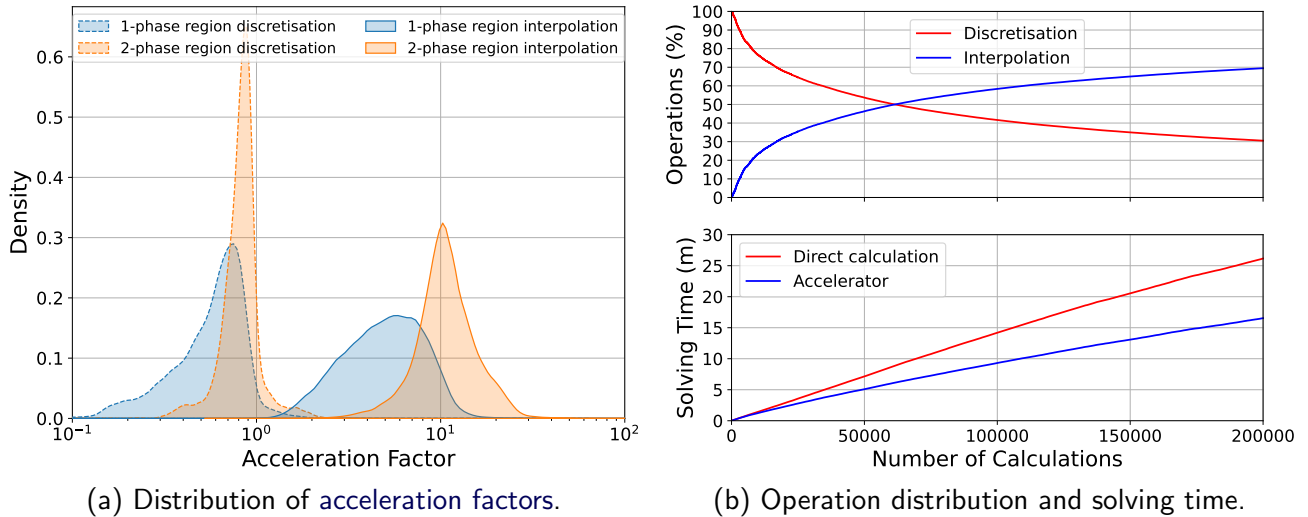 1-phase region discretisation
2-phase region discretisation
1-phase region interpolation
2-phase region interpolation
0.6
0.5
0.4
0.3
0.2
0.1
0.0
Density
10⁻¹
10⁰
10¹
10²
Acceleration Factor
(a) Distribution of acceleration factors.
100
90
80
70
60
50
40
30
20
10
0
Operations (%)
Discretisation
Interpolation
30
25
20
15
10
5
0
Solving Time (m)
Direct calculation
Accelerator
0
50000
100000
150000
200000
Number of Calculations
(b) Operation distribution and solving time.